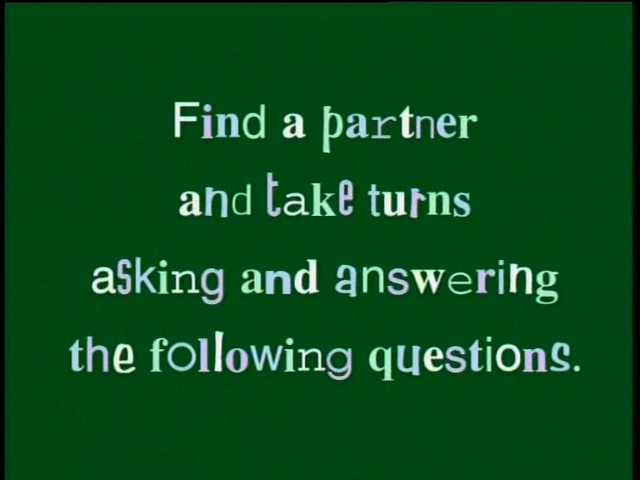 Find a partner
and take turns
asking and answering
the following questions.